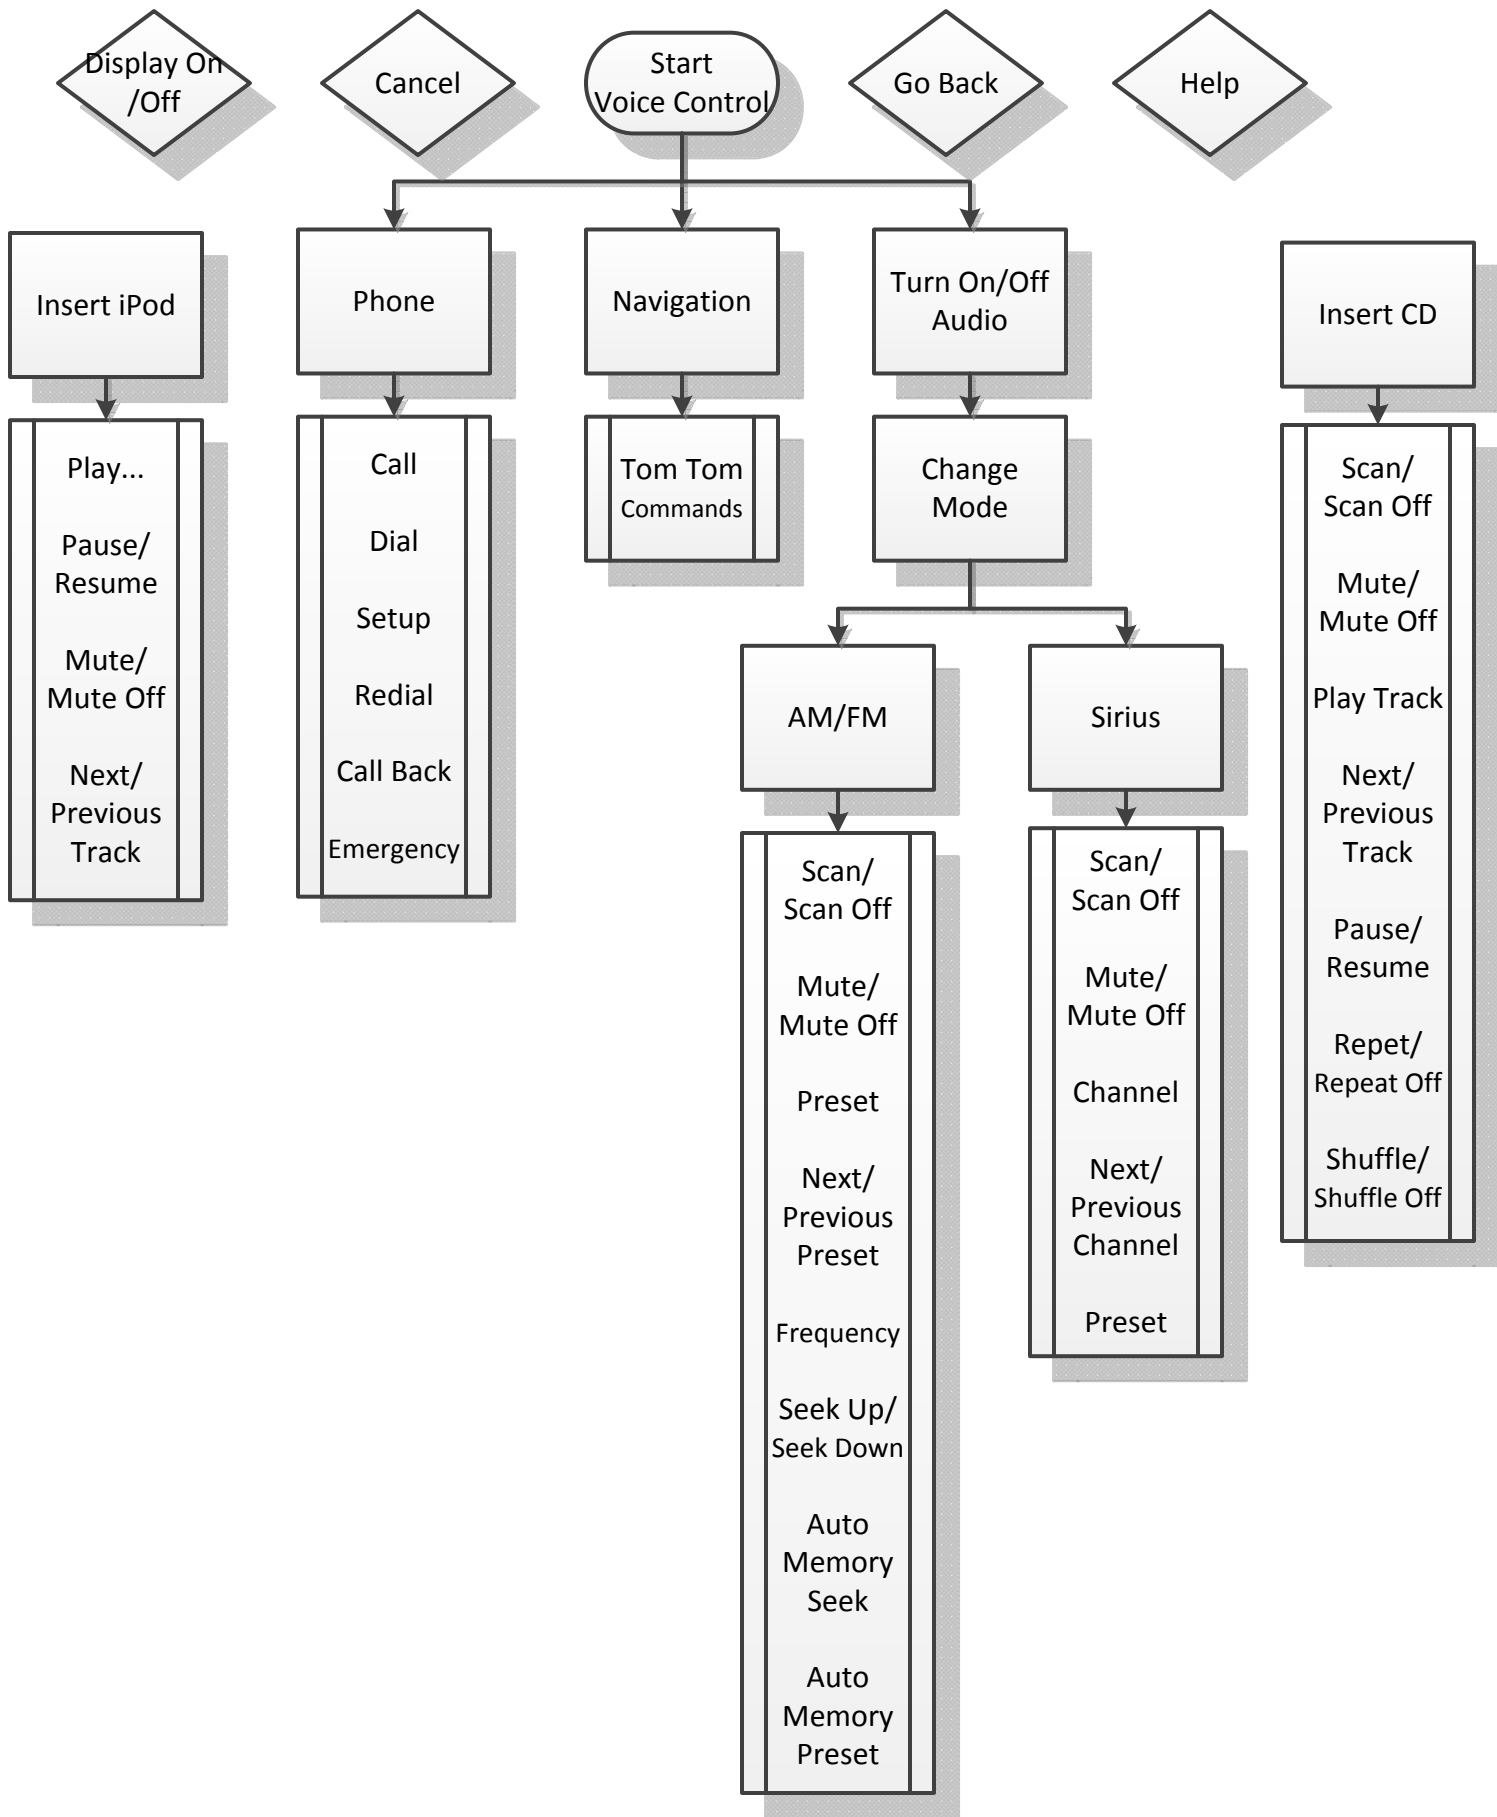 Display On
/Off
Cancel
Start
Voice Control
Go Back
Help
Insert iPod
Phone
Navigation
Turn On/Off
Audio
Insert CD
Play...
Pause/
Resume
Mute/
Mute Off
Next/
Previous
Track
Call
Dial
Setup
Redial
Call Back
Emergency
Tom Tom
Commands
Change
Mode
AM/FM
Sirius
Scan/
Scan Off
Mute/
Mute Off
Preset
Next/
Previous
Preset
Frequency
Seek Up/
Seek Down
Auto
Memory
Seek
Auto
Memory
Preset
Scan/
Scan Off
Mute/
Mute Off
Channel
Next/
Previous
Channel
Preset
Scan/
Scan Off
Mute/
Mute Off
Play Track
Next/
Previous
Track
Pause/
Resume
Repet/
Repeat Off
Shuffle/
Shuffle Off